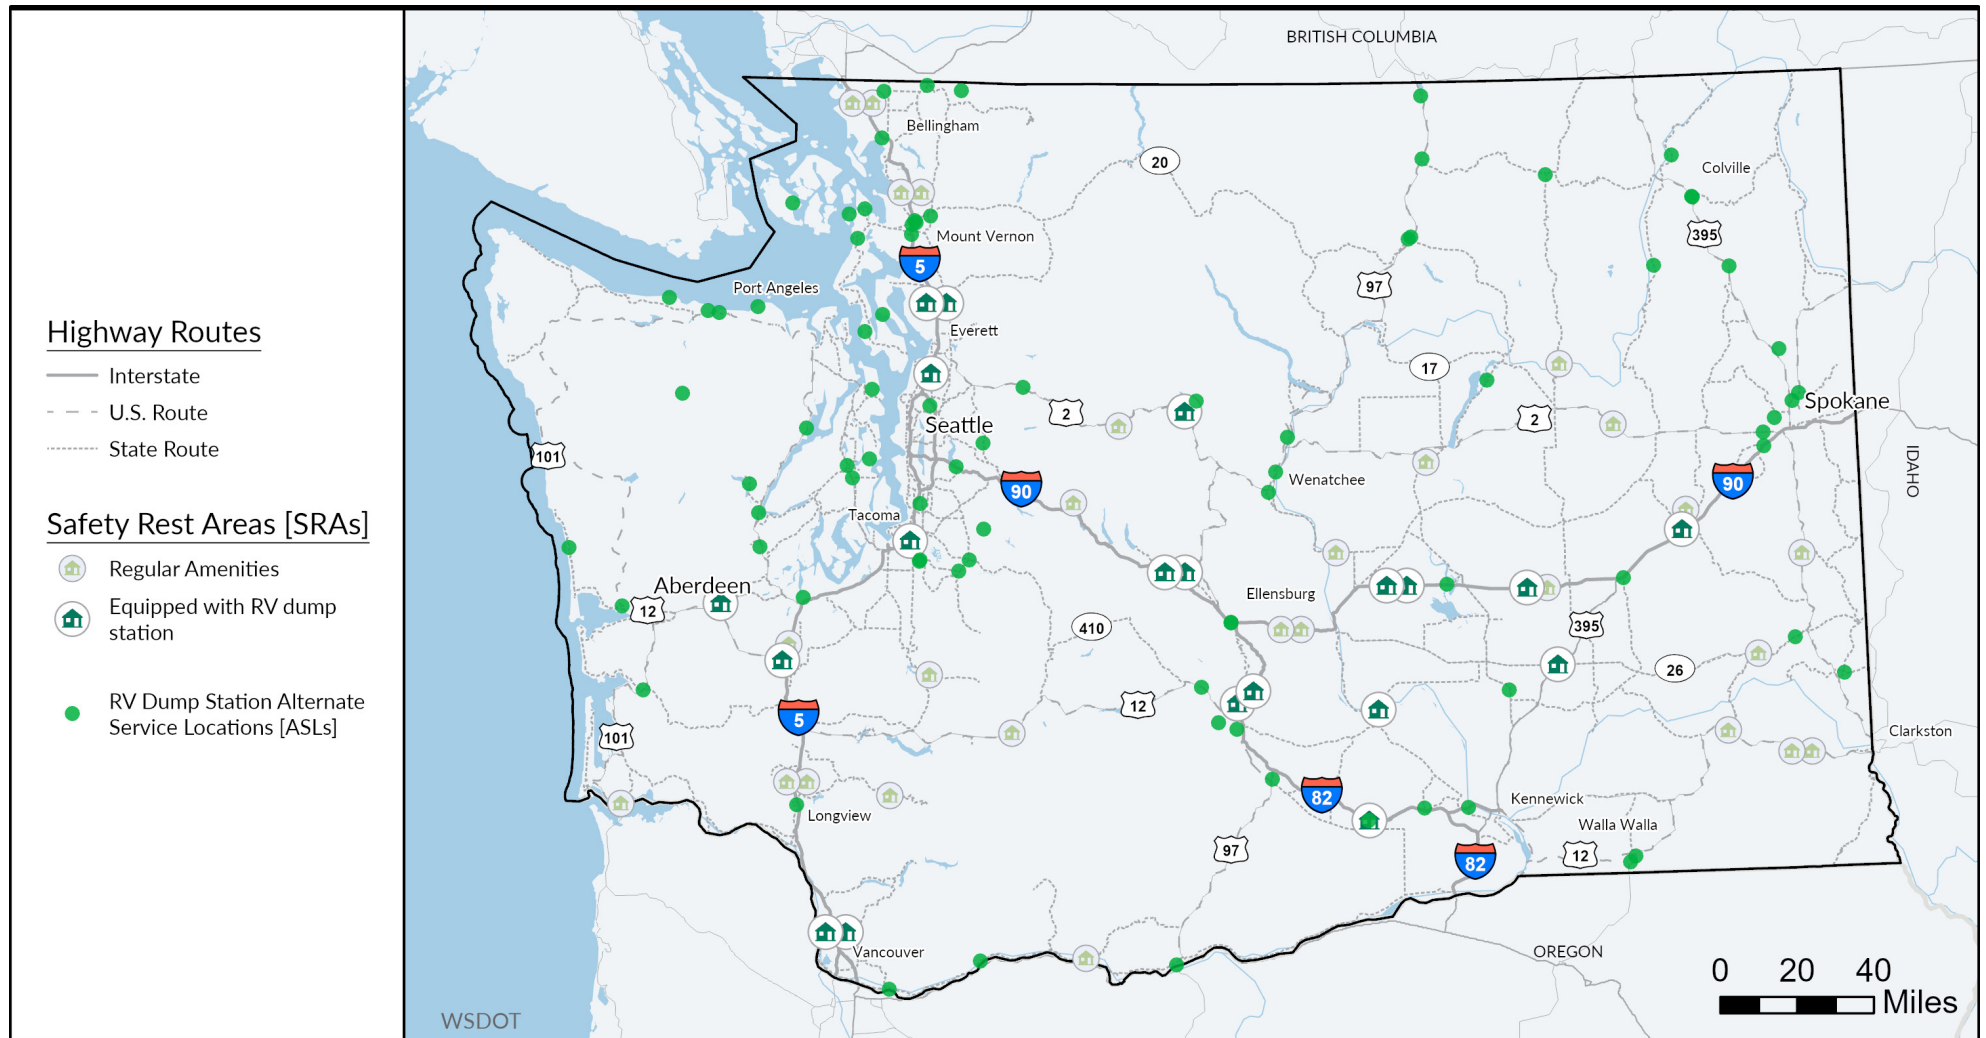 Highway Routes
Interstate
U.S. Route
State Route
Safety Rest Areas [SRAs]
Regular Amenities
Equipped with RV dump
station
RV Dump Station Alternate
Service Locations [ASLs]
BRITISH COLUMBIA
Bellingham
20
Colville
395
Mount Vernon
5
Port Angeles
97
Everett
17
Spokane
2
2
Seattle
101
IDAHO
90
90
Wenatchee
Tacoma
Aberdeen
12
Ellensburg
410
395
26
12
5
101
Clarkston
82
Kennewick
Longview
Walla Walla
97
82
12
Vancouver
OREGON
0 20 40
Miles
WSDOT